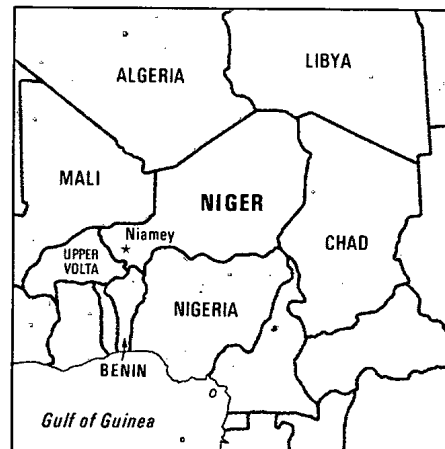 LIBYA
ALGERIA
MALI
NIGER
Niamey
CHAD
UPPER
VOLTA
NIGERIA
BENIN
Gulf of Guinea